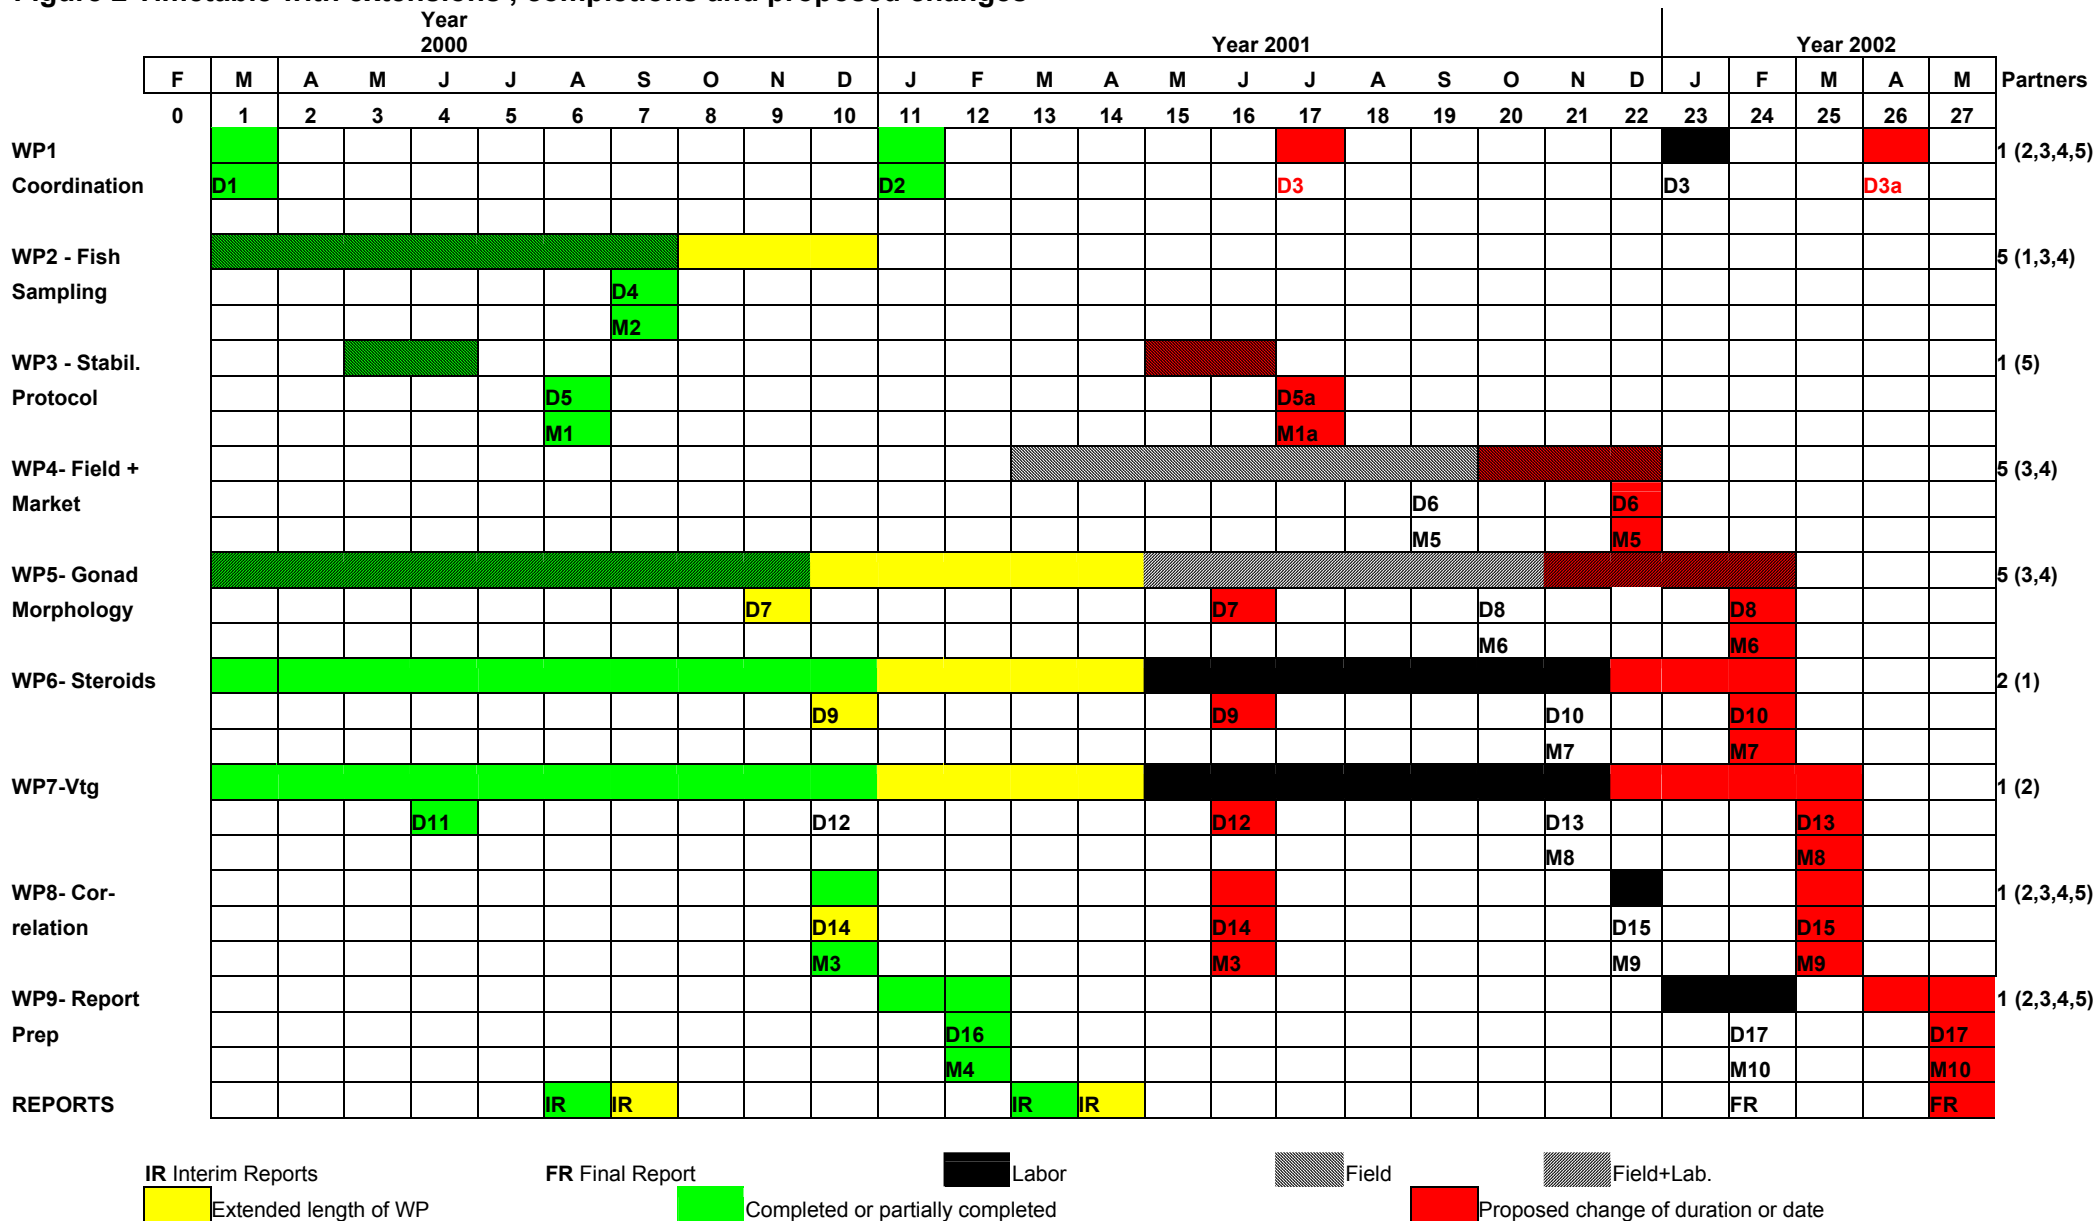 Figure 2 Timetable with extensions , completions and proposed changes
Year
2000 Year 2001 Year 2002
F M A M J J A S O N D J F M A M J J A S O N D J F M A M Partners
0 1 2 3 4 5 6 7 8 9 10 11 12 13 14 15 16 17 18 19 20 21 22 23 24 25 26 27
WP1 1 (2,3,4,5)
Coordination D1 D2 D3 D3 D3a
WP2 - Fish 5 (1,3,4)
Sampling D4
M2
WP3 - Stabil. 1 (5)
Protocol D5 D5a
M1 M1a
WP4- Field + 5 (3,4)
Market D6 D6
M5 M5
WP5- Gonad 5 (3,4)
Morphology D7 D7 D8 D8
M6 M6
WP6- Steroids 2 (1)
D9 D9 D10 D10
M7 M7
WP7-Vtg 1 (2)
D11 D12 D12 D13 D13
M8 M8
WP8- Cor- 1 (2,3,4,5)
relation D14 D14 D15 D15
M3 M3 M9 M9
WP9- Report 1 (2,3,4,5)
Prep D16 D17 D17
M4 M10 M10
REPORTS IR IR IR IR FR FR
IR Interim Reports FR Final Report Labor Field Field+Lab.
Extended length of WP Completed or partially completed Proposed change of duration or date